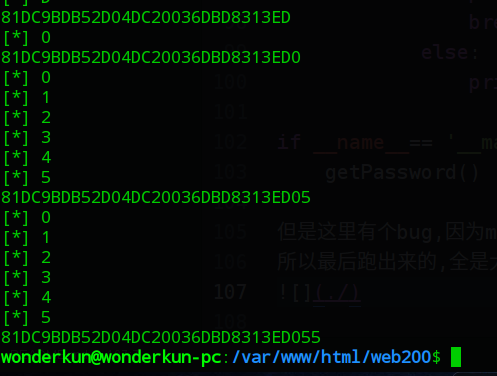 81DC9BDB52D04DC20036DBD8313ED
[*] 0
81DC9BDB52D04DC20036DBD8313ED0
[*] 0
[*] 1
[*] 2
[*] 3
[*] 4
[*] 5
81DC9BDB52D04DC20036DBD8313ED05
[*] 0
[*] 1
[*] 2
[*] 3
[*] 4
[*] 5
81DC9BDB52D04DC20036DBD8313ED055
wonderkun@wonderkun-pc:/var/www/html/web200$
bre
else:
pri
100
101
102 if __name__== '__ma
103 getPassword()
105 但是这里有个bug,因为m
106 所以最后跑出来的,全是
107 ![](./)
108